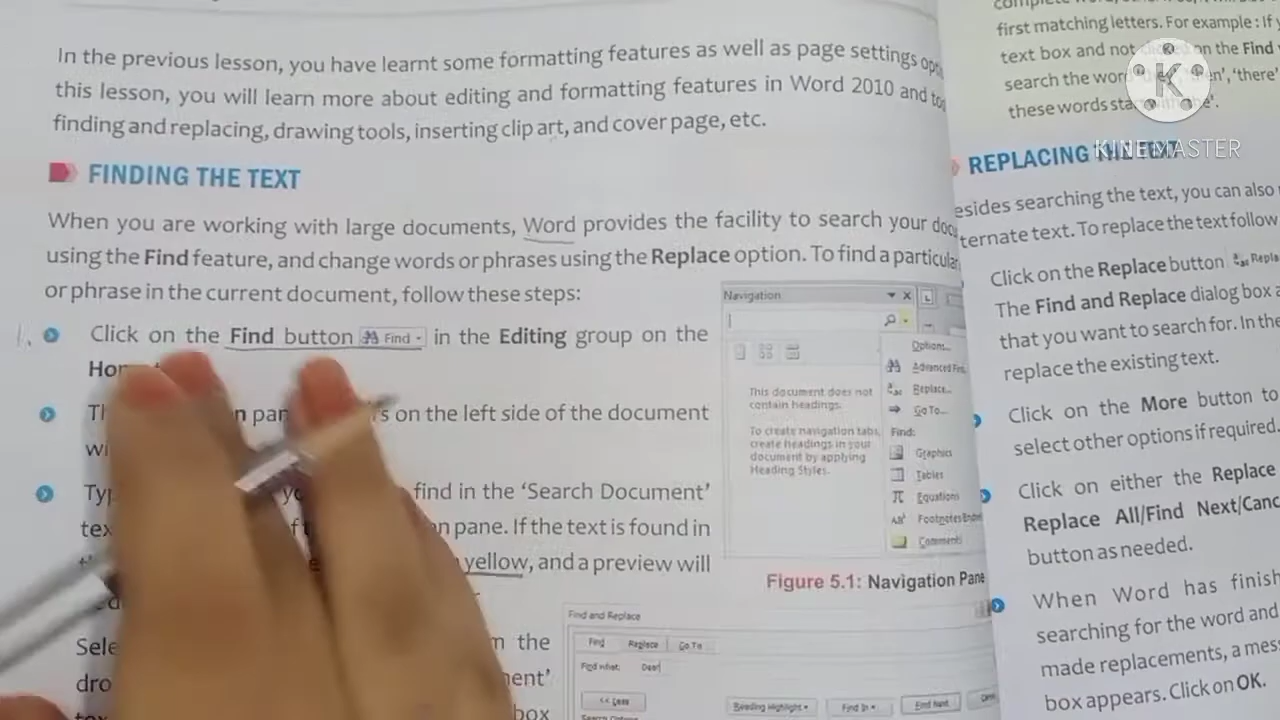 In the previous lesson, you have learnt some formatting features as well as page settings
this lesson, you will learn more about editing and formatting features in Word 2010 and
finding and replacing, drawing tools, inserting clip art, and cover page, etc.
FINDING THE TEXT
When you are working with large documents, Word provides the facility to search your
using the Find feature, and change words or phrases using the Replace option. To find a particular
or phrase in the current document, follow these steps:
Click on the Find button Find in the Editing group on the
on the left side of the document
find in the 'Search Document'
pane. If the text is found in
yellow, and a preview will
the
box
Navigation
Options...
Advanced Find
Replace...
Go To...
This document does not
contain headings.
To create navigation tabs,
create headings in your
document by applying
Heading Styles.
Find:
Graphics
Tables
Equations
Comments
Figure 5.1: Navigation Pane
Find and Replace
Find Replace Go To
Find what: Dear
<< Less
Reading Highlight Find In Find Next
first matching letters. For example: If
text box and not on the Find
search the word 'there'
these words
KINEMASTER
REPLACING THE TEXT
esides searching the text, you can also
ternate text. To replace the text follow
Click on the Replace button
The Find and Replace dialog box
that you want to search for. In the
replace the existing text.
Click on the More button to
select other options if required.
Click on either the Replace
Replace All/Find Next/Canc
button as needed.
When Word has finish
searching for the word and
made replacements, a mess
box appears. Click on OK.